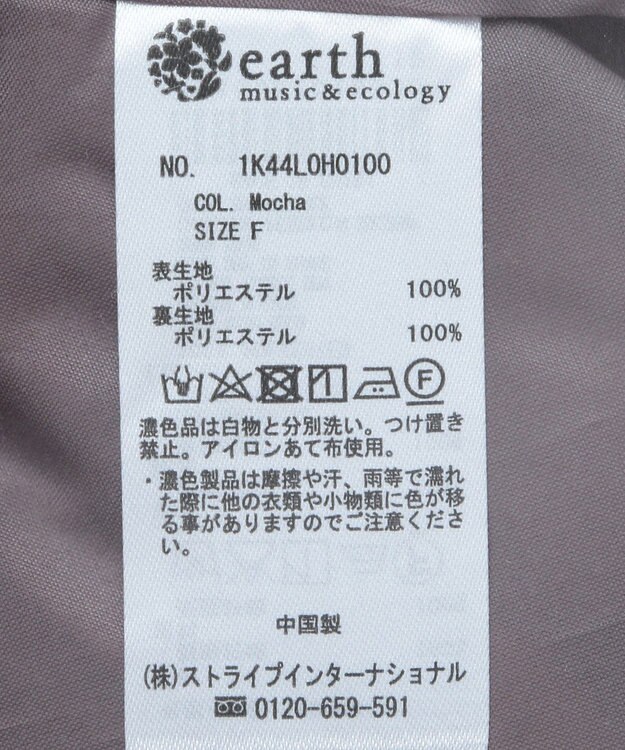 earth
music&ecology
NO. 1K44L0H0100
COL. Mocha
SIZE F
表生地
ポリエステル 100%
裏生地
ポリエステル 100%
F
濃色品は白物と分別洗い。つけ置き
禁止。アイロンあて布使用。
・濃色製品は摩擦や汗、雨等で濡れ
た際に他の衣類や小物類に色が移
る事がありますのでご注意くださ
い。
中国製
(株)ストライプインターナショナル
0120-659-591